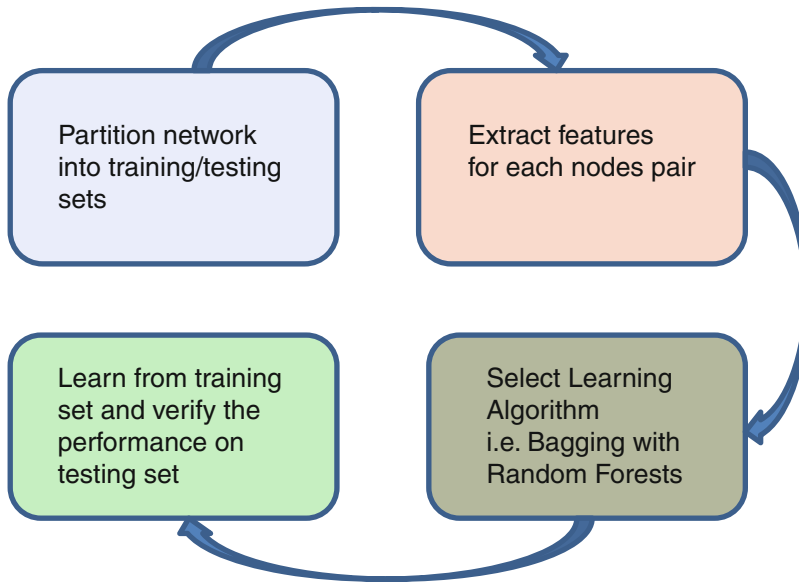 Partition network
into training/testing
sets
Extract features
for each nodes pair
Select Learning
Algorithm
i.e. Bagging with
Random Forests
Learn from training
set and verify the
performance on
testing set